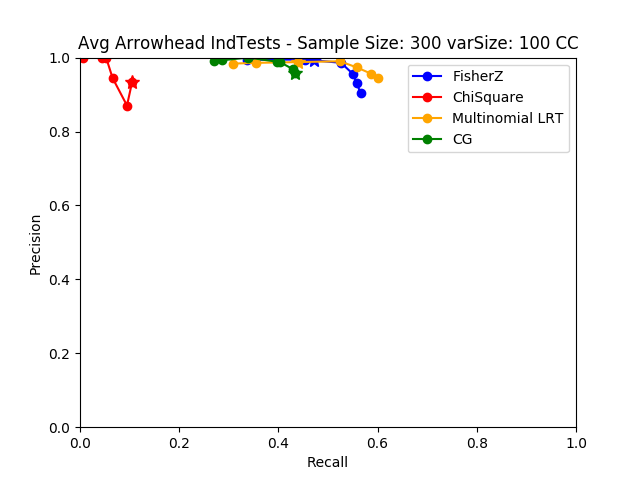 Avg Arrowhead IndTests - Sample Size: 300 varSize: 100 CC
1.0
0.8
0.6
0.4
0.2
0.0
Precision
FisherZ
ChiSquare
Multinomial LRT
CG
0.0 0.2 0.4 0.6 0.8 1.0
Recall